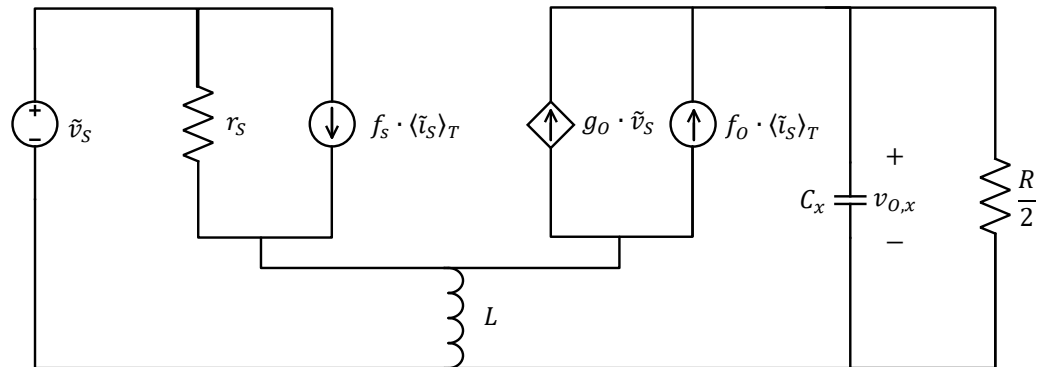 +
−
ṽ_S
r_S
f_s · ⟨ĩ_S⟩_T
g_O · ṽ_S
f_O · ⟨ĩ_S⟩_T
C_x
+
v_{O,x}
−
R
2
L